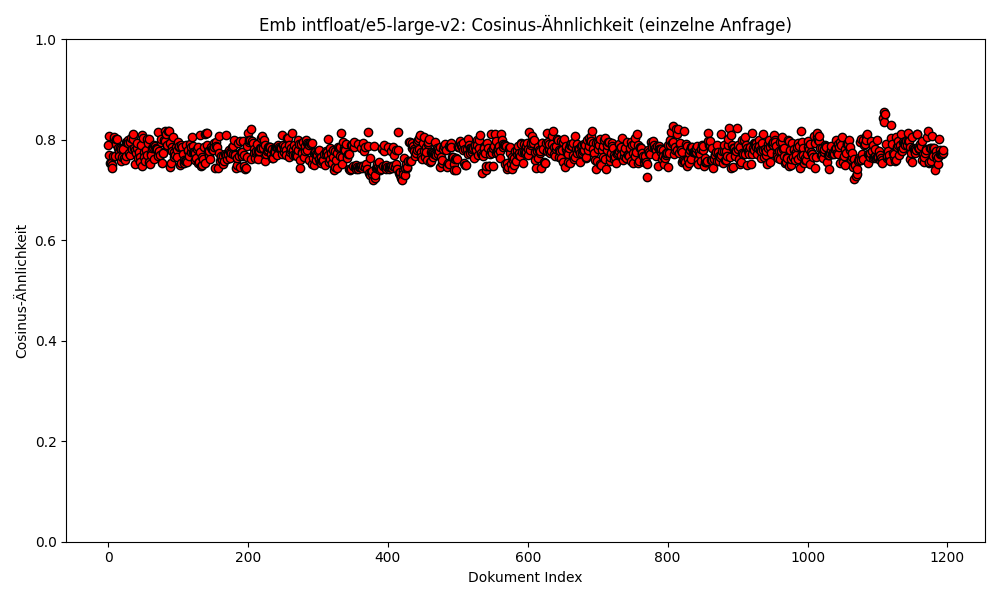 Emb intfloat/e5-large-v2: Cosinus-Ähnlichkeit (einzelne Anfrage)
1.0
0.8
0.6
0.4
0.2
0.0
Cosinus-Ähnlichkeit
0 200 400 600 800 1000 1200
Dokument Index